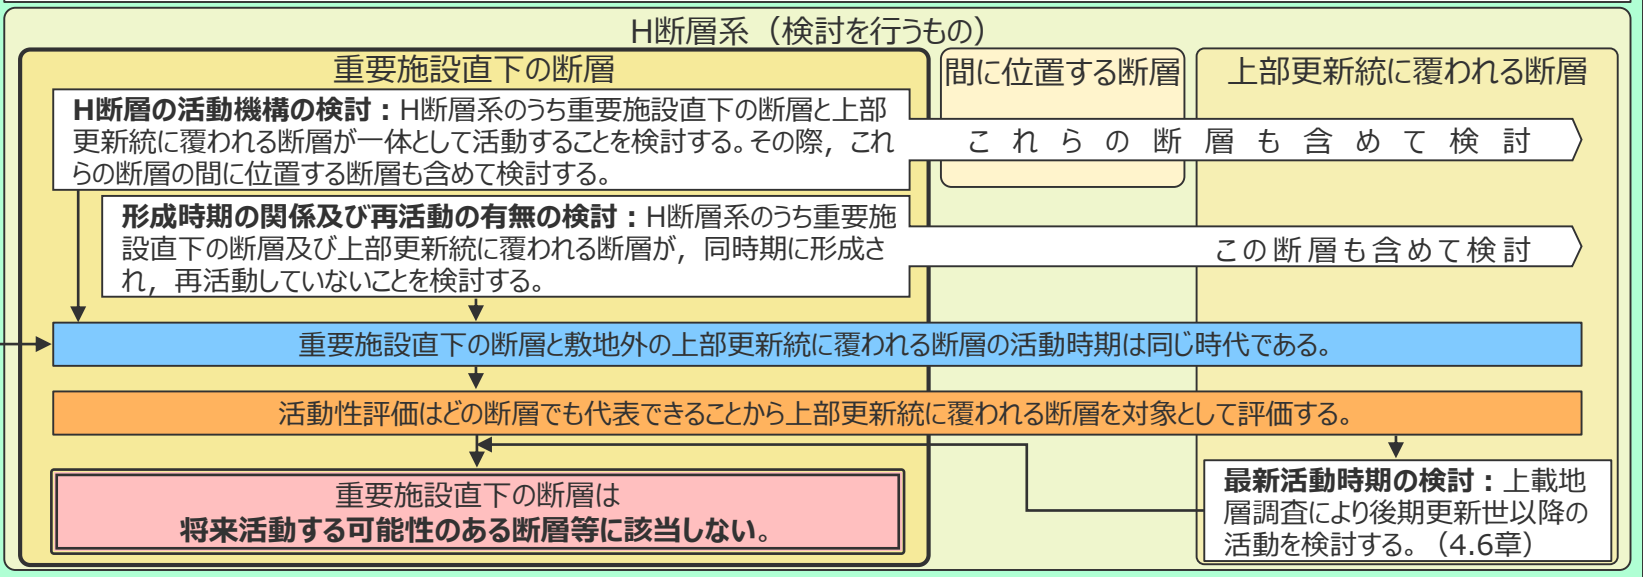 H断層系（検討を行うもの）
重要施設直下の断層
間に位置する断層
上部更新統に覆われる断層
H断層の活動機構の検討：H断層系のうち重要施設直下の断層と上部
更新統に覆われる断層が一体として活動することを検討する。その際，これ
らの断層の間に位置する断層も含めて検討する。
これらの断層も含めて検討
形成時期の関係及び再活動の有無の検討：H断層系のうち重要施
設直下の断層及び上部更新統に覆われる断層が，同時期に形成さ
れ，再活動していないことを検討する。
この断層も含めて検討
重要施設直下の断層と敷地外の上部更新統に覆われる断層の活動時期は同じ時代である。
活動性評価はどの断層でも代表できることから上部更新統に覆われる断層を対象として評価する。
重要施設直下の断層は
将来活動する可能性のある断層等に該当しない。
最新活動時期の検討：上載地
層調査により後期更新世以降の
活動を検討する。（4.6章）